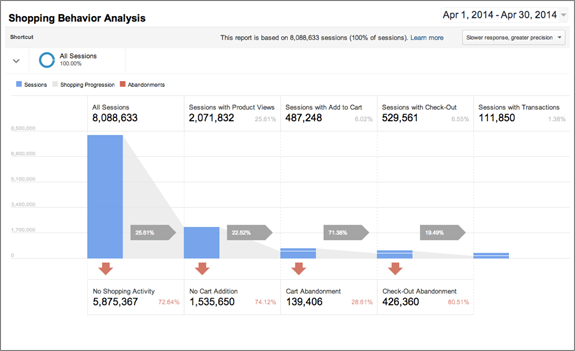 Shopping Behavior Analysis
Apr 1, 2014 - Apr 30, 2014
Shortcut
This report is based on 8,088,633 sessions (100% of sessions). Learn more
Slower response, greater precision
All Sessions
100.00%
Sessions Shopping Progression Abandonments
All Sessions
8,088,633
Sessions with Product Views
2,071,832 25.61%
Sessions with Add to Cart
487,248 6.02%
Sessions with Check-Out
529,561 6.55%
Sessions with Transactions
111,850 1.38%
8,500,000
6,800,000
5,100,000
3,400,000
1,700,000
0
25.61%
22.52%
71.38%
19.49%
No Shopping Activity
5,875,367 72.64%
No Cart Addition
1,535,650 74.12%
Cart Abandonment
139,406 28.61%
Check-Out Abandonment
426,360 80.51%